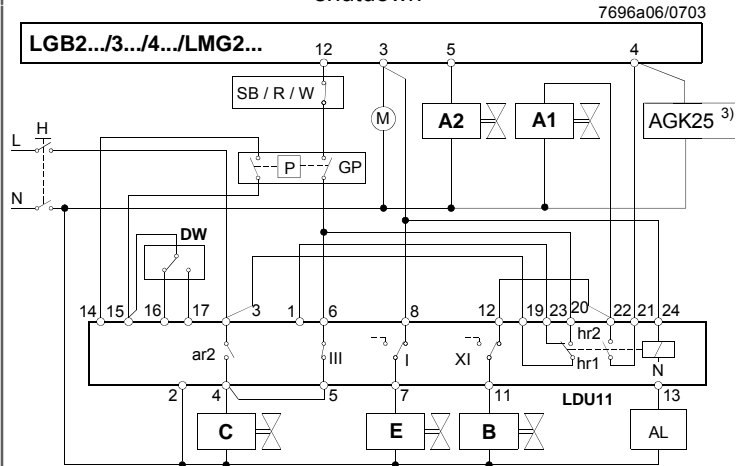 shutdown
7696a06/0703
LGB2.../3.../4.../LMG2...
12 3 5 4
SB / R / W
M A2 A1 AGK25 3)
H
L
P GP
N
DW
14 15 16 17 3 1 6 8 12 19 23 20 22 21 24
hr2
ar2 III I XI hr1 N
2 4 5 7 11 LDU11 13
C E B AL